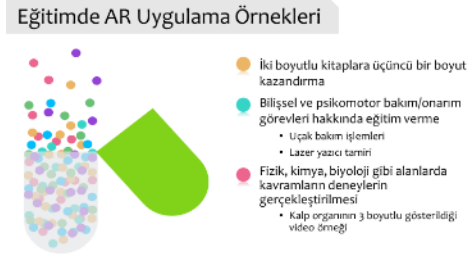 Eğitimde AR Uygulama Örnekleri
İki boyutlu kitaplara üçüncü bir boyut
kazandırma
Bilişsel ve psikomotor bakım/onarım
görevleri hakkında eğitim verme
• Uçak bakım işlemleri
• Lazer yazıcı tamiri
Fizik, kimya, biyoloji gibi alanlarda
kavramların deneylerin
gerçekleştirilmesi
• Kalp organının 3 boyutlu gösterildiği
video örneği